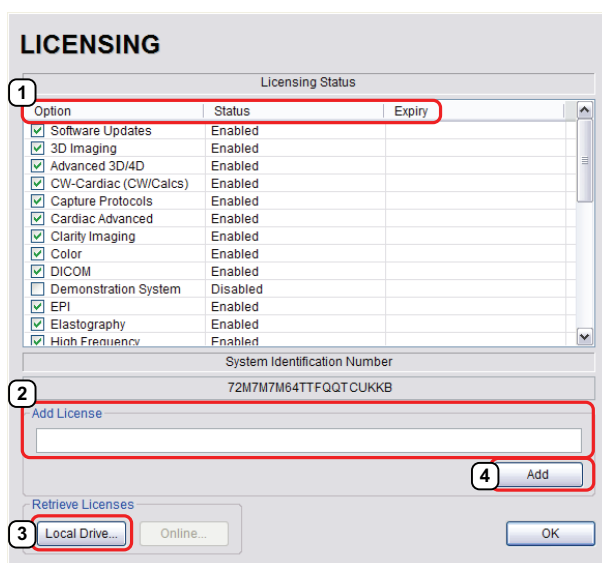 LICENSING
Licensing Status
1
Option Status Expiry
Software Updates Enabled
3D Imaging Enabled
Advanced 3D/4D Enabled
CW-Cardiac (CW/Calcs) Enabled
Capture Protocols Enabled
Cardiac Advanced Enabled
Clarity Imaging Enabled
Color Enabled
DICOM Enabled
Demonstration System Disabled
EPI Enabled
Elastography Enabled
High Frequency Enabled
System Identification Number
72M7M7M64TTFQQTCUKKB
2
Add License
4 Add
Retrieve Licenses
3 Local Drive... Online... OK